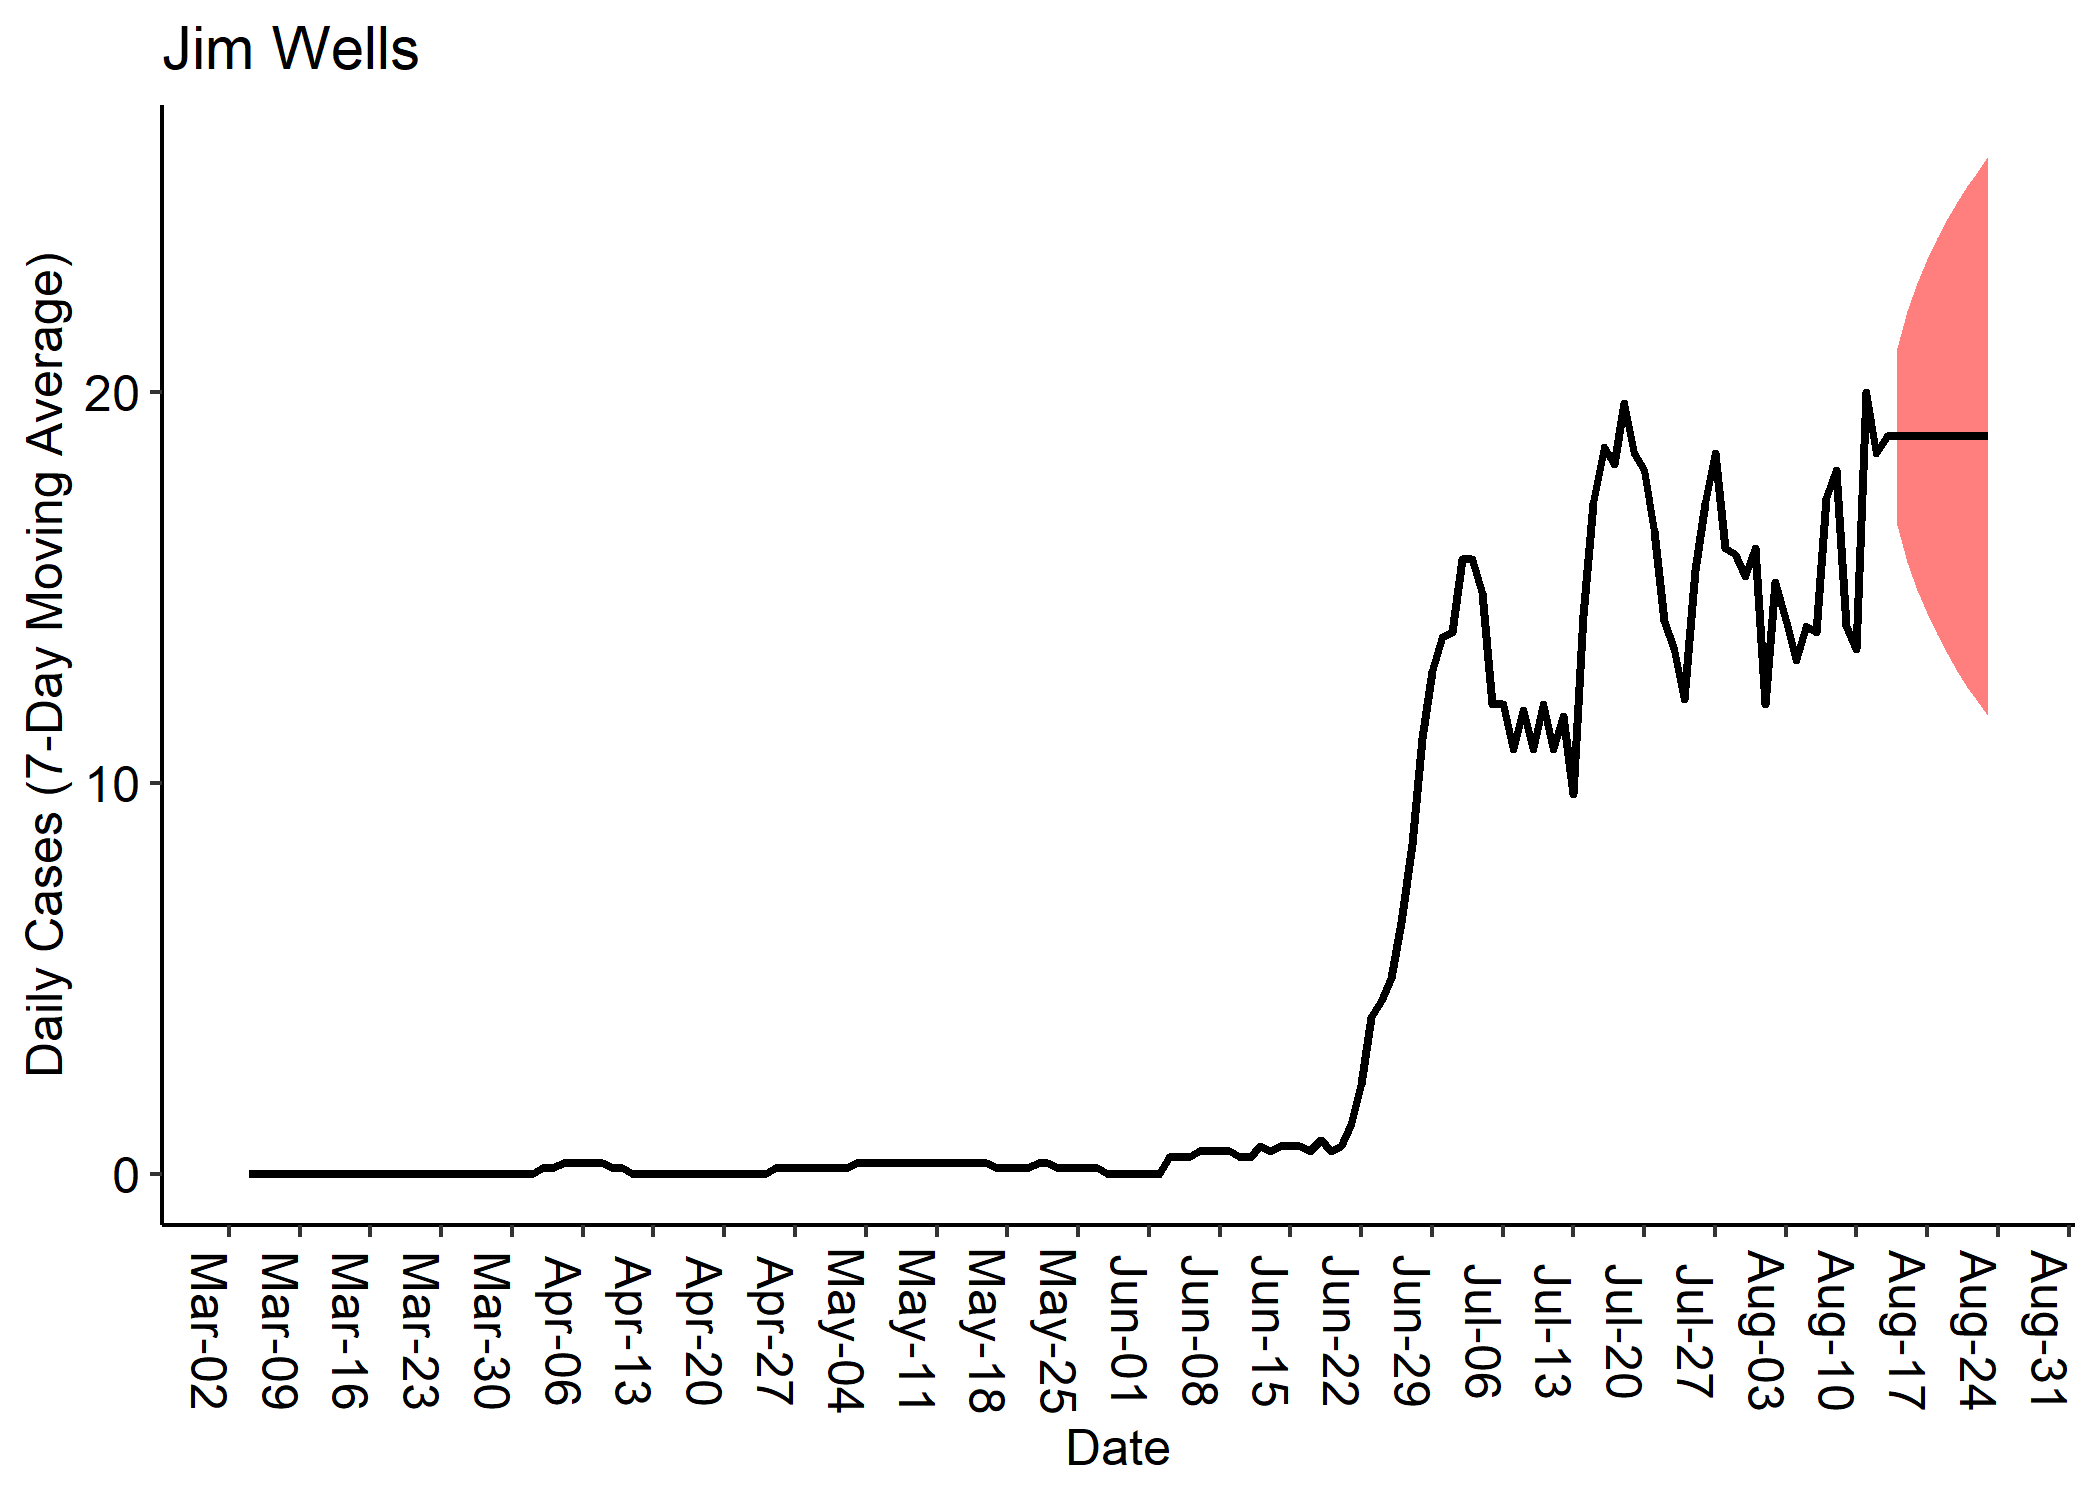 Jim Wells
Daily Cases (7-Day Moving Average)
20
10
0
Mar-02
Mar-09
Mar-16
Mar-23
Mar-30
Apr-06
Apr-13
Apr-20
Apr-27
May-04
May-11
May-18
May-25
Jun-01
Jun-08
Jun-15
Jun-22
Jun-29
Jul-06
Jul-13
Jul-20
Jul-27
Aug-03
Aug-10
Aug-17
Aug-24
Aug-31
Date